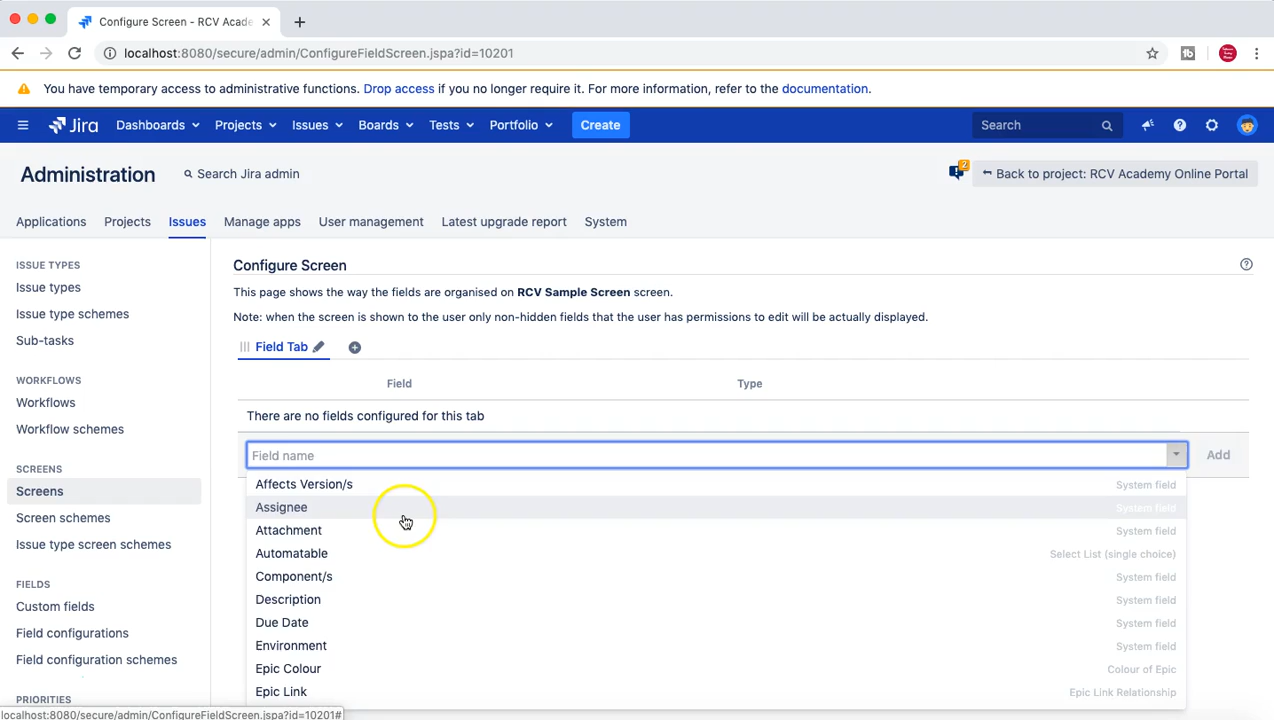 Configure Screen - RCV Acade
localhost:8080/secure/admin/ConfigureFieldScreen.jspa?id=10201
You have temporary access to administrative functions. Drop access if you no longer require it. For more information, refer to the documentation.
Jira Dashboards Projects Issues Boards Tests Portfolio Create Search
Administration Search Jira admin 2 Back to project: RCV Academy Online Portal
Applications Projects Issues Manage apps User management Latest upgrade report System
ISSUE TYPES
Issue types
Issue type schemes
Sub-tasks
WORKFLOWS
Workflows
Workflow schemes
SCREENS
Screens
Screen schemes
Issue type screen schemes
FIELDS
Custom fields
Field configurations
Field configuration schemes
PRIORITIES
Configure Screen
This page shows the way the fields are organised on RCV Sample Screen screen.
Note: when the screen is shown to the user only non-hidden fields that the user has permissions to edit will be actually displayed.
Field Tab
Field Type
There are no fields configured for this tab
Field name Add
Affects Version/s System field
Assignee System field
Attachment System field
Automatable Select List (single choice)
Component/s System field
Description System field
Due Date System field
Environment System field
Epic Colour Colour of Epic
Epic Link Epic Link Relationship
localhost:8080/secure/admin/ConfigureFieldScreen.jspa?id=10201#